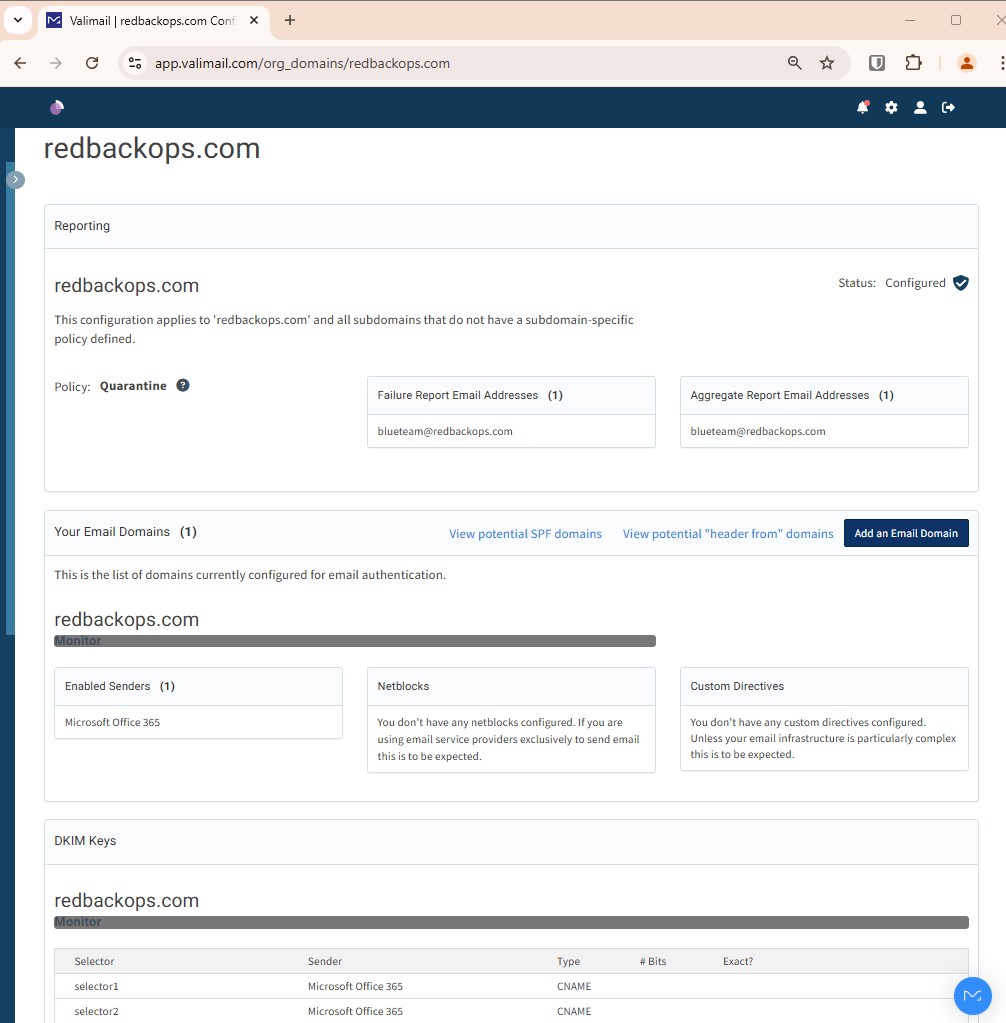 Valimail | redbackops.com Confi
app.valimail.com/org_domains/redbackops.com
redbackops.com
Reporting
redbackops.com
Status: Configured
This configuration applies to 'redbackops.com' and all subdomains that do not have a subdomain-specific
policy defined.
Policy: Quarantine ?
Failure Report Email Addresses (1)
blueteam@redbackops.com
Aggregate Report Email Addresses (1)
blueteam@redbackops.com
Your Email Domains (1)
View potential SPF domains
View potential "header from" domains
Add an Email Domain
This is the list of domains currently configured for email authentication.
redbackops.com
Monitor
Enabled Senders (1)
Microsoft Office 365
Netblocks
You don't have any netblocks configured. If you are
using email service providers exclusively to send email
this is to be expected.
Custom Directives
You don't have any custom directives configured.
Unless your email infrastructure is particularly complex
this is to be expected.
DKIM Keys
redbackops.com
Monitor
Selector Sender Type # Bits Exact?
selector1 Microsoft Office 365 CNAME
selector2 Microsoft Office 365 CNAME